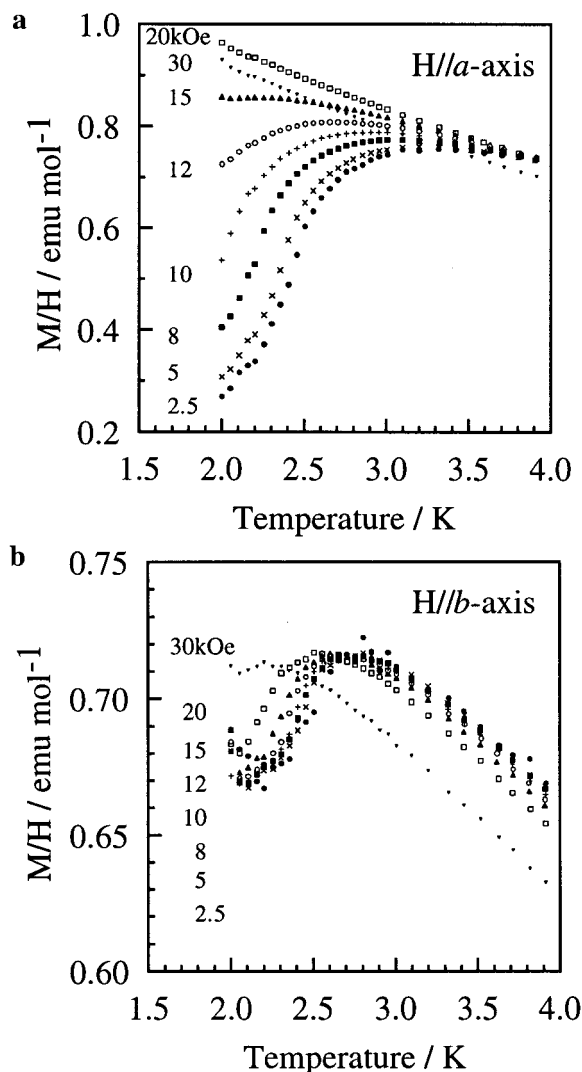 a
1.0
0.8
0.6
0.4
0.2
M/H / emu mol-1
20kOe
30
15
12
10
8
5
2.5
H//a-axis
1.5 2.0 2.5 3.0 3.5 4.0
Temperature / K
b
0.75
0.70
0.65
0.60
M/H / emu mol-1
30kOe
20
15
12
10
8
5
2.5
H//b-axis
1.5 2.0 2.5 3.0 3.5 4.0
Temperature / K